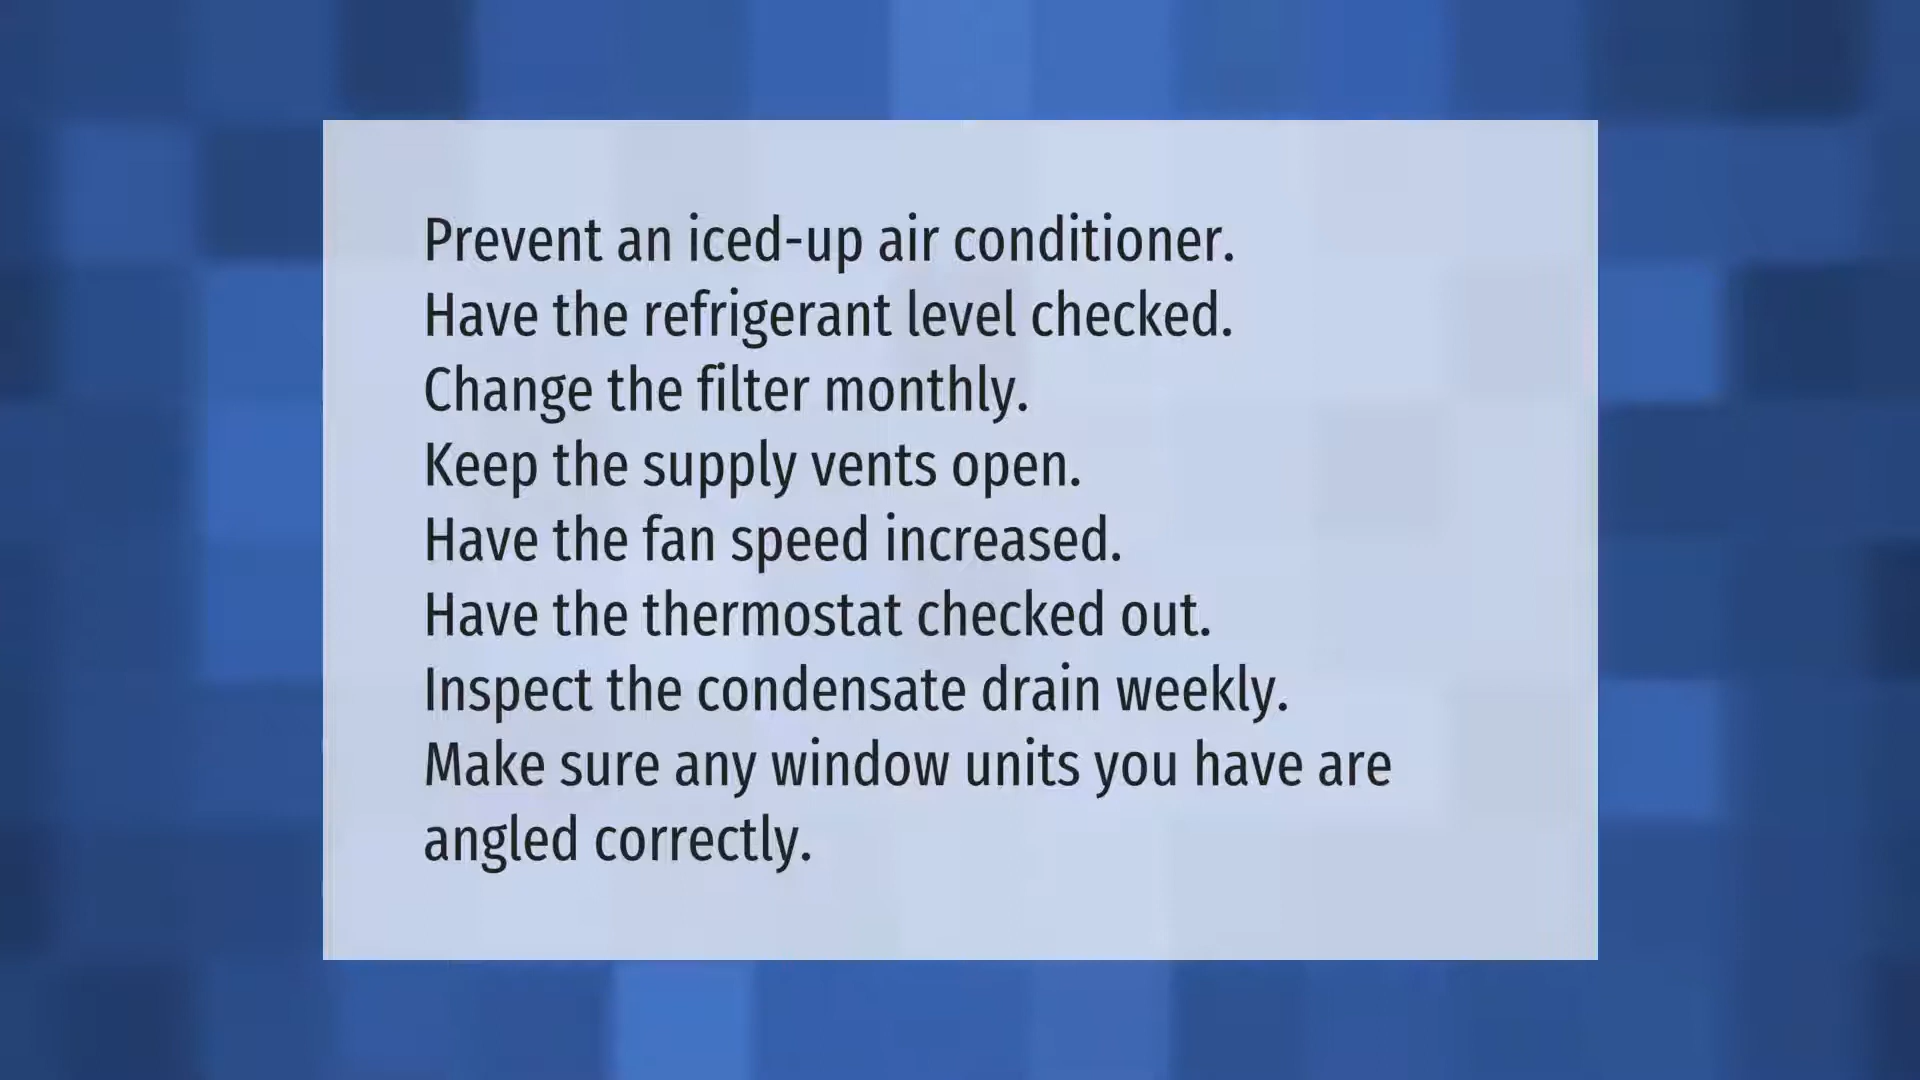 Prevent an iced-up air conditioner.
Have the refrigerant level checked.
Change the filter monthly.
Keep the supply vents open.
Have the fan speed increased.
Have the thermostat checked out.
Inspect the condensate drain weekly.
Make sure any window units you have are
angled correctly.